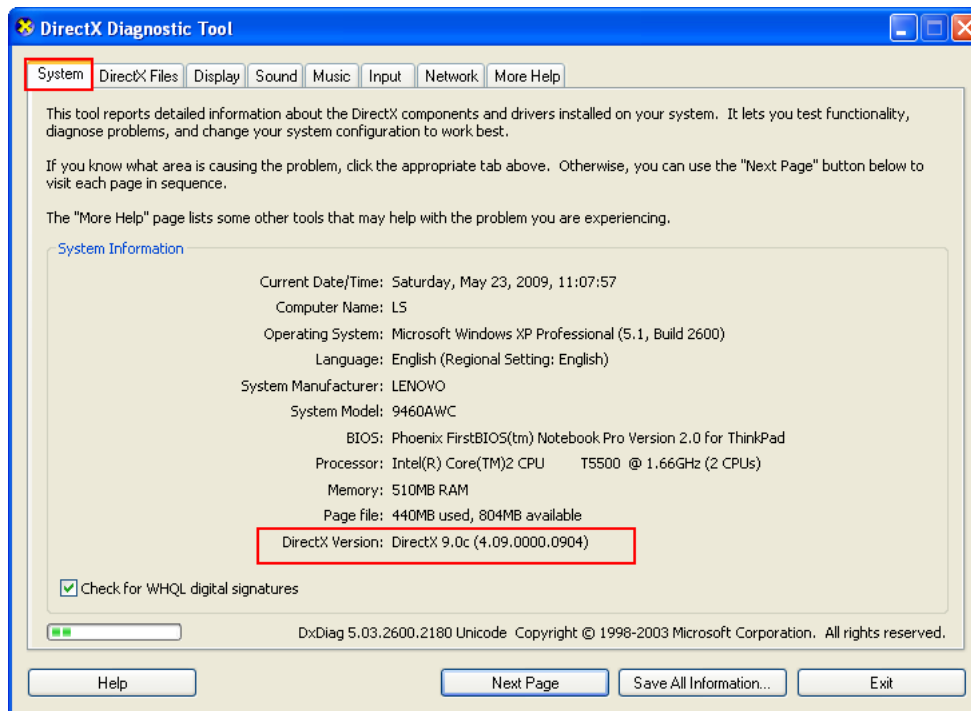 DirectX Diagnostic Tool
System DirectX Files Display Sound Music Input Network More Help
This tool reports detailed information about the DirectX components and drivers installed on your system. It lets you test functionality,
diagnose problems, and change your system configuration to work best.
If you know what area is causing the problem, click the appropriate tab above. Otherwise, you can use the "Next Page" button below to
visit each page in sequence.
The "More Help" page lists some other tools that may help with the problem you are experiencing.
System Information
Current Date/Time: Saturday, May 23, 2009, 11:07:57
Computer Name: LS
Operating System: Microsoft Windows XP Professional (5.1, Build 2600)
Language: English (Regional Setting: English)
System Manufacturer: LENOVO
System Model: 9460AWC
BIOS: Phoenix FirstBIOS(tm) Notebook Pro Version 2.0 for ThinkPad
Processor: Intel(R) Core(TM)2 CPU T5500 @ 1.66GHz (2 CPUs)
Memory: 510MB RAM
Page file: 440MB used, 804MB available
DirectX Version: DirectX 9.0c (4.09.0000.0904)
Check for WHQL digital signatures
DxDiag 5.03.2600.2180 Unicode Copyright © 1998-2003 Microsoft Corporation. All rights reserved.
Help Next Page Save All Information... Exit